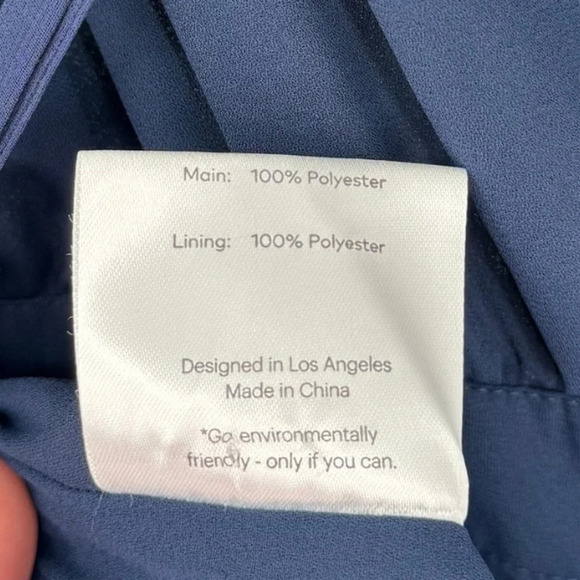 Main: 100% Polyester
Lining: 100% Polyester
Designed in Los Angeles
Made in China
*Go environmentally
friendly - only if you can.